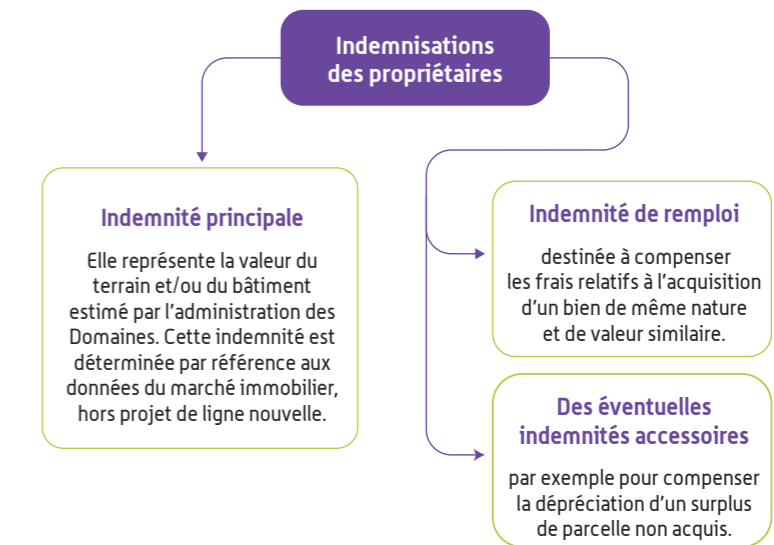 Indemnisations
des propriétaires
Indemnité principale
Elle représente la valeur du
terrain et/ou du bâtiment
estimé par l'administration des
Domaines. Cette indemnité est
déterminée par référence aux
données du marché immobilier,
hors projet de ligne nouvelle.
Indemnité de remploi
destinée à compenser
les frais relatifs à l'acquisition
d'un bien de même nature
et de valeur similaire.
Des éventuelles
indemnités accessoires
par exemple pour compenser
la dépréciation d'un surplus
de parcelle non acquis.